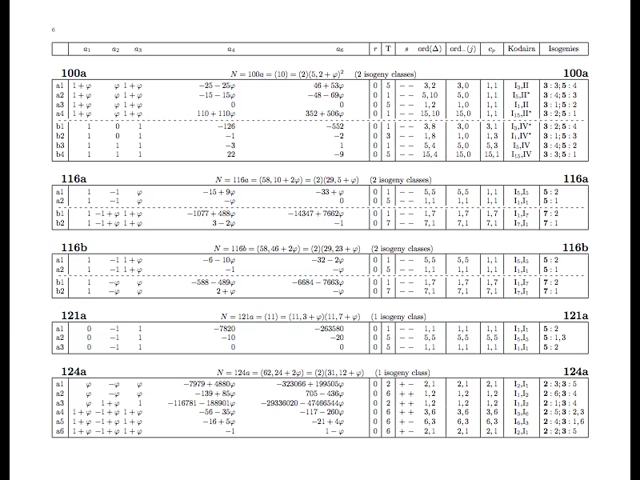 6
a1 a2 a3 a4 a6 r T s ord(Δ) ord_(j) cp Kodaira Isogenies
100a N = 100a = (10) = (2)(5, 2 + φ)² (2 isogeny classes) 100a
a1 1 + φ φ 1 + φ −25 − 25φ 46 + 53φ 0 5 − − 3, 2 3, 0 1, 1 I3,II 3 : 3; 5 : 4
a2 1 + φ φ 1 + φ −15 − 15φ −48 − 69φ 0 1 − − 5, 10 5, 0 1, 1 I5,II* 3 : 4; 5 : 3
a3 1 + φ φ 1 + φ 0 0 0 5 − − 1, 2 1, 0 1, 1 I1,II 3 : 1; 5 : 2
a4 1 + φ φ 1 + φ 110 + 110φ 352 + 506φ 0 1 − − 15, 10 15, 0 1, 1 I15,II* 3 : 2; 5 : 1
b1 1 0 1 −126 −552 0 1 − − 3, 8 3, 0 3, 1 I3,IV* 3 : 2; 5 : 4
b2 1 0 1 −1 −2 0 3 − − 1, 8 1, 0 1, 3 I1,IV* 3 : 1; 5 : 3
b3 1 1 1 −3 1 0 5 − − 5, 4 5, 0 5, 3 I5,IV 3 : 4; 5 : 2
b4 1 1 1 22 −9 0 5 − − 15, 4 15, 0 15, 1 I15,IV 3 : 3; 5 : 1
116a N = 116a = (58, 10 + 2φ) = (2)(29, 5 + φ) (2 isogeny classes) 116a
a1 1 −1 φ −15 + 9φ −33 + φ 0 1 − − 5, 5 5, 5 1, 1 I5,I5 5 : 2
a2 1 −1 φ −φ 0 0 5 − − 1, 1 1, 1 1, 1 I1,I1 5 : 1
b1 1 −1 + φ 1 + φ −1077 + 488φ −14347 + 7662φ 0 1 − − 1, 7 1, 7 1, 1 I1,I7 7 : 2
b2 1 −1 + φ 1 + φ 3 − 2φ −1 0 7 − − 7, 1 7, 1 7, 1 I7,I1 7 : 1
116b N = 116b = (58, 46 + 2φ) = (2)(29, 23 + φ) (2 isogeny classes) 116b
a1 1 −1 1 + φ −6 − 10φ −32 − 2φ 0 1 − − 5, 5 5, 5 1, 1 I5,I5 5 : 2
a2 1 −1 1 + φ −1 −φ 0 5 − − 1, 1 1, 1 1, 1 I1,I1 5 : 1
b1 1 −φ φ −588 − 489φ −6684 − 7663φ 0 1 − − 1, 7 1, 7 1, 1 I1,I7 7 : 2
b2 1 −φ φ 2 + φ −φ 0 7 − − 7, 1 7, 1 7, 1 I7,I1 7 : 1
121a N = 121a = (11) = (11, 3 + φ)(11, 7 + φ) (1 isogeny class) 121a
a1 0 −1 1 −7820 −263580 0 1 − − 1, 1 1, 1 1, 1 I1,I1 5 : 2
a2 0 −1 1 −10 −20 0 5 − − 5, 5 5, 5 5, 5 I5,I5 5 : 1, 3
a3 0 −1 1 0 0 0 5 − − 1, 1 1, 1 1, 1 I1,I1 5 : 2
124a N = 124a = (62, 24 + 2φ) = (2)(31, 12 + φ) (1 isogeny class) 124a
a1 φ −φ φ −7979 + 4880φ −323066 + 199505φ 0 2 + − 2, 1 2, 1 2, 1 I2,I1 2 : 3; 3 : 5
a2 φ −φ φ −139 + 85φ 705 − 436φ 0 6 + + 1, 2 1, 2 1, 2 I1,I2 2 : 6; 3 : 4
a3 φ 1 + φ 1 −116781 − 188901φ −29336020 − 47466544φ 0 2 + + 1, 2 1, 2 1, 2 I1,I2 2 : 1; 3 : 4
a4 1 + φ −1 + φ 1 + φ −56 − 35φ −117 − 260φ 0 6 + + 3, 6 3, 6 3, 6 I3,I6 2 : 5; 3 : 2, 3
a5 1 + φ −1 + φ 1 + φ −16 + 5φ −21 + 4φ 0 6 + − 6, 3 6, 3 6, 3 I6,I3 2 : 4; 3 : 1, 6
a6 1 + φ −1 + φ 1 + φ −1 1 − φ 0 6 + − 2, 1 2, 1 2, 1 I2,I1 2 : 2; 3 : 5